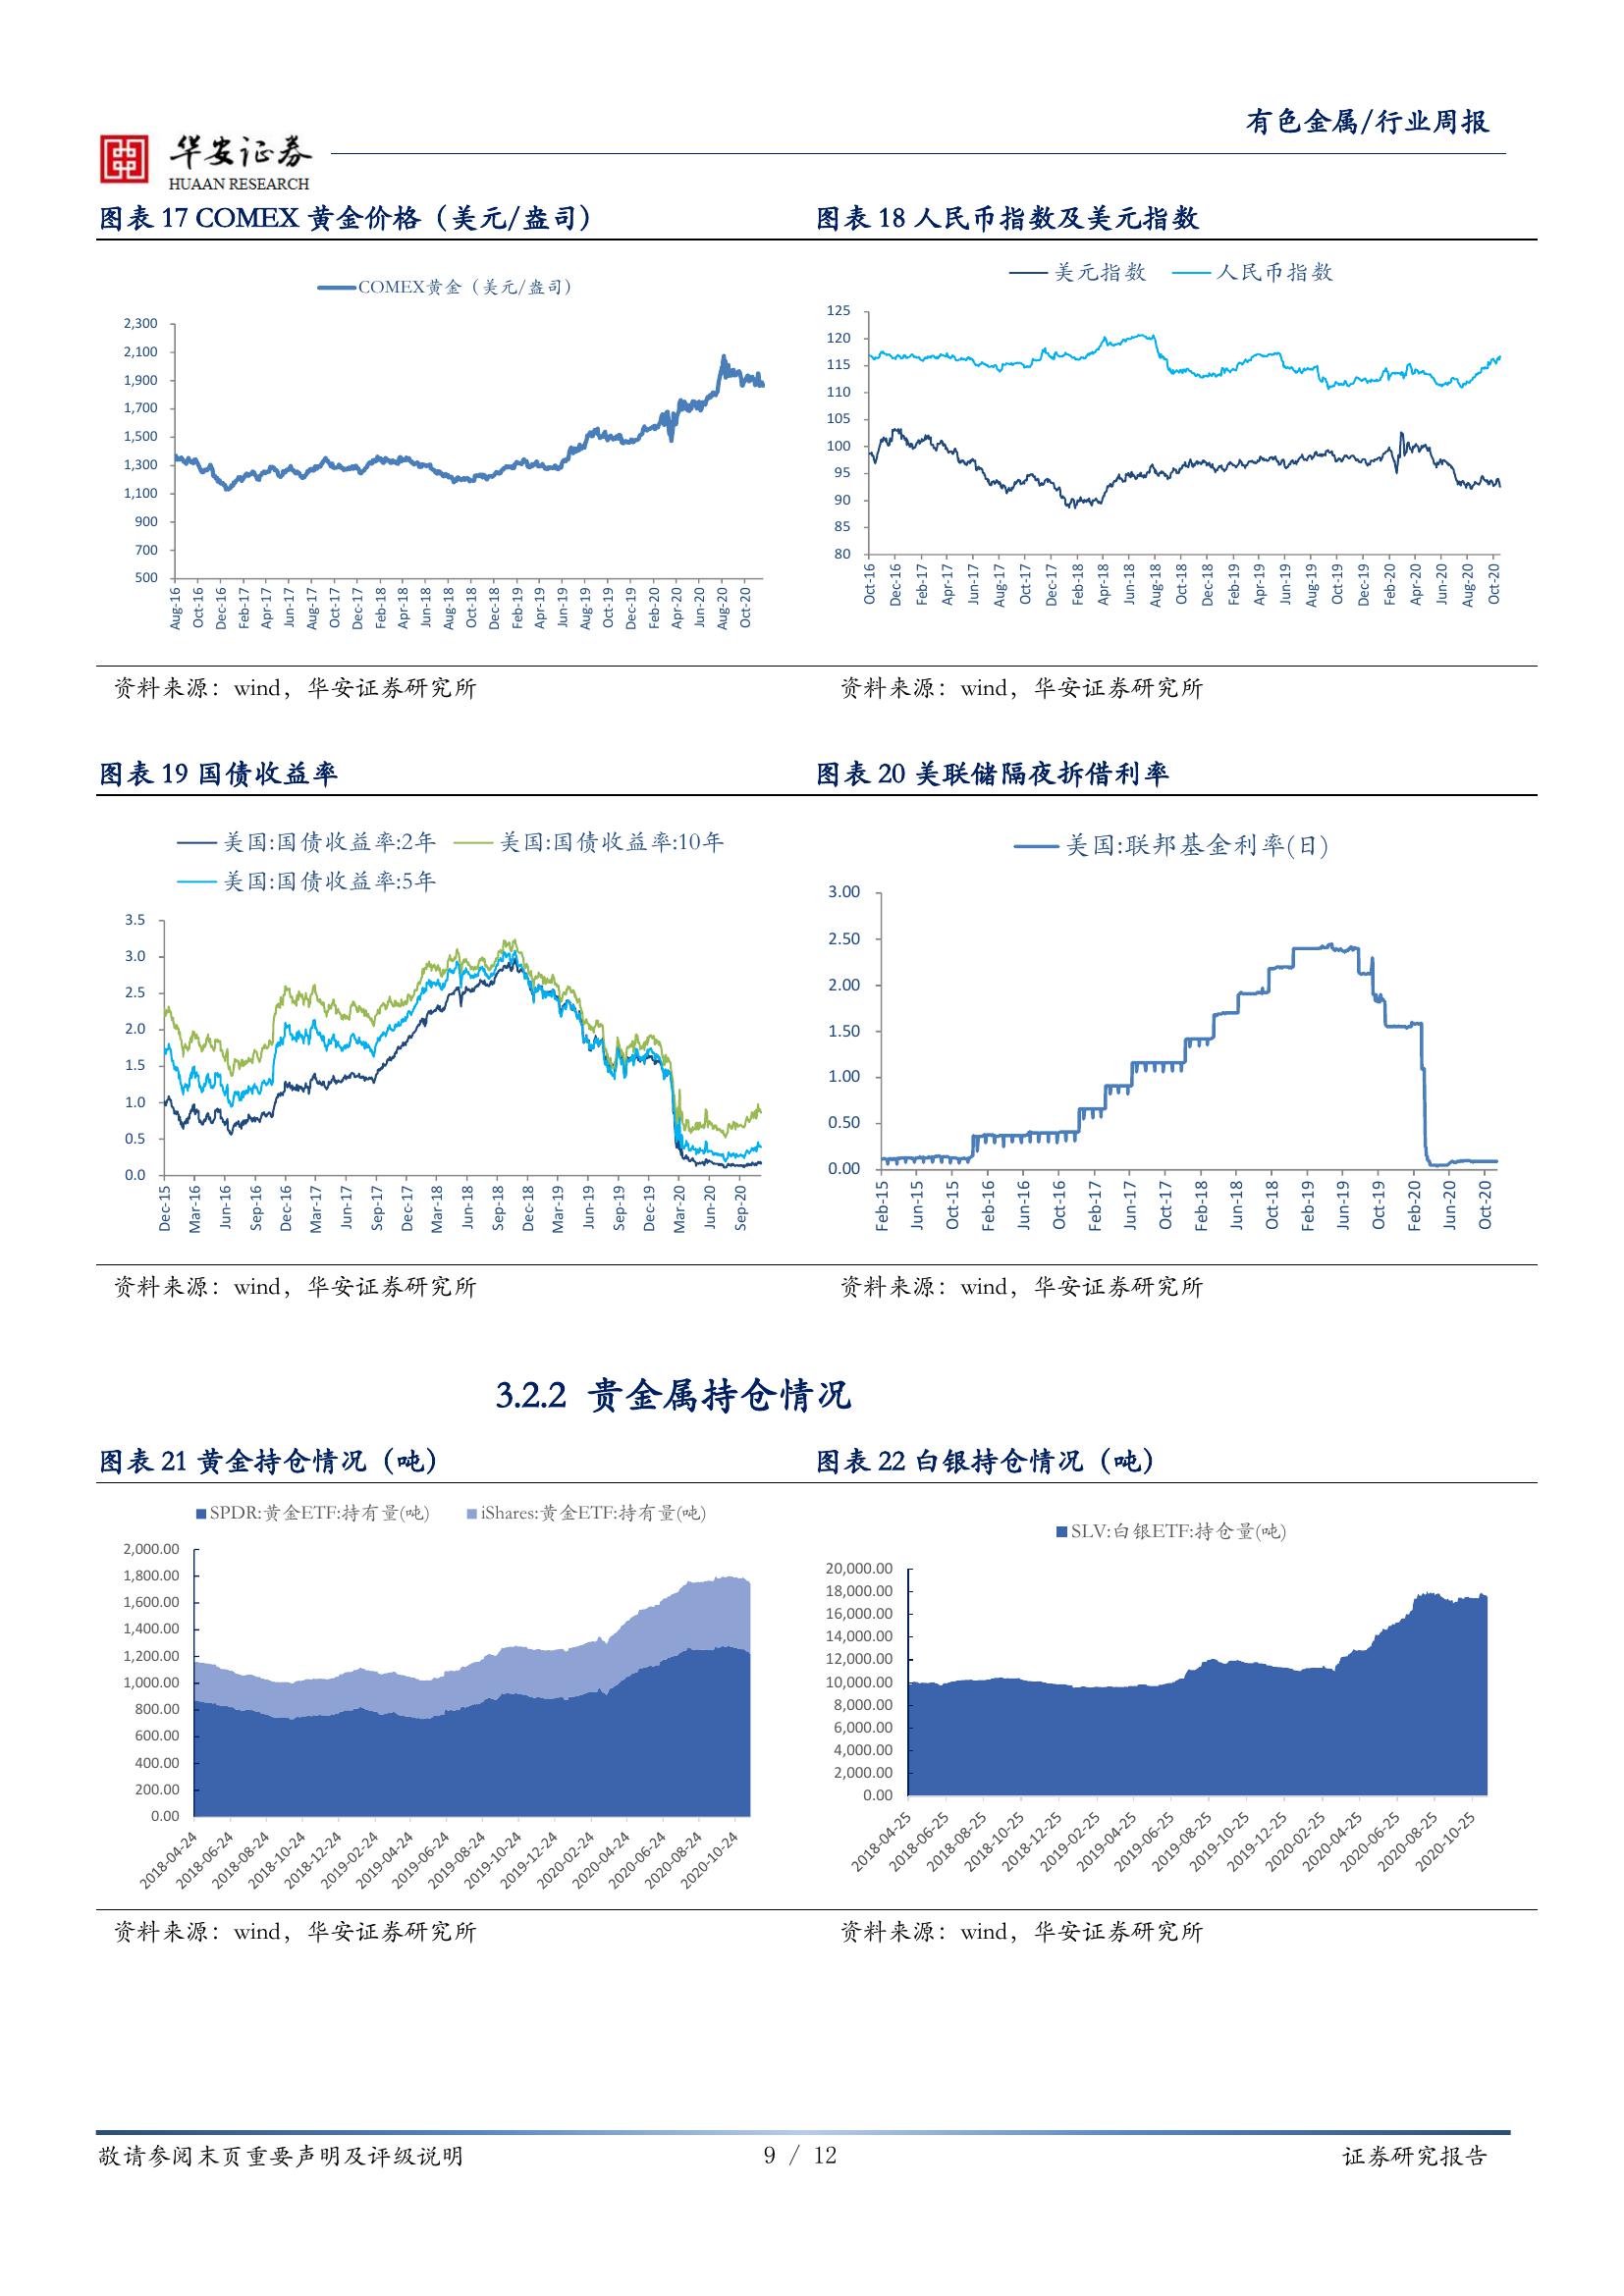 有色金属/行业周报
华安证券
HUAAN RESEARCH
图表 17 COMEX 黄金价格（美元/盎司）
COMEX黄金（美元/盎司）
2,300
2,100
1,900
1,700
1,500
1,300
1,100
900
700
500
Aug-16 Oct-16 Dec-16 Feb-17 Apr-17 Jun-17 Aug-17 Oct-17 Dec-17 Feb-18 Apr-18 Jun-18 Aug-18 Oct-18 Dec-18 Feb-19 Apr-19 Jun-19 Aug-19 Oct-19 Dec-19 Feb-20 Apr-20 Jun-20 Aug-20 Oct-20
资料来源：wind，华安证券研究所
图表 18 人民币指数及美元指数
美元指数 人民币指数
125
120
115
110
105
100
95
90
85
80
Oct-16 Dec-16 Feb-17 Apr-17 Jun-17 Aug-17 Oct-17 Dec-17 Feb-18 Apr-18 Jun-18 Aug-18 Oct-18 Dec-18 Feb-19 Apr-19 Jun-19 Aug-19 Oct-19 Dec-19 Feb-20 Apr-20 Jun-20 Aug-20 Oct-20
资料来源：wind，华安证券研究所
图表 19 国债收益率
美国:国债收益率:2年 美国:国债收益率:10年
美国:国债收益率:5年
3.5
3.0
2.5
2.0
1.5
1.0
0.5
0.0
Dec-15 Mar-16 Jun-16 Sep-16 Dec-16 Mar-17 Jun-17 Sep-17 Dec-17 Mar-18 Jun-18 Sep-18 Dec-18 Mar-19 Jun-19 Sep-19 Dec-19 Mar-20 Jun-20 Sep-20
资料来源：wind，华安证券研究所
图表 20 美联储隔夜拆借利率
美国:联邦基金利率(日)
3.00
2.50
2.00
1.50
1.00
0.50
0.00
Feb-15 Jun-15 Oct-15 Feb-16 Jun-16 Oct-16 Feb-17 Jun-17 Oct-17 Feb-18 Jun-18 Oct-18 Feb-19 Jun-19 Oct-19 Feb-20 Jun-20 Oct-20
资料来源：wind，华安证券研究所
3.2.2 贵金属持仓情况
图表 21 黄金持仓情况（吨）
SPDR:黄金ETF:持有量(吨) iShares:黄金ETF:持有量(吨)
2,000.00
1,800.00
1,600.00
1,400.00
1,200.00
1,000.00
800.00
600.00
400.00
200.00
0.00
2018-04-24 2018-06-24 2018-08-24 2018-10-24 2018-12-24 2019-02-24 2019-04-24 2019-06-24 2019-08-24 2019-10-24 2019-12-24 2020-02-24 2020-04-24 2020-06-24 2020-08-24 2020-10-24
资料来源：wind，华安证券研究所
图表 22 白银持仓情况（吨）
SLV:白银ETF:持仓量(吨)
20,000.00
18,000.00
16,000.00
14,000.00
12,000.00
10,000.00
8,000.00
6,000.00
4,000.00
2,000.00
0.00
2018-04-25 2018-06-25 2018-08-25 2018-10-25 2018-12-25 2019-02-25 2019-04-25 2019-06-25 2019-08-25 2019-10-25 2019-12-25 2020-02-25 2020-04-25 2020-06-25 2020-08-25 2020-10-25
资料来源：wind，华安证券研究所
敬请参阅末页重要声明及评级说明
9 / 12
证券研究报告